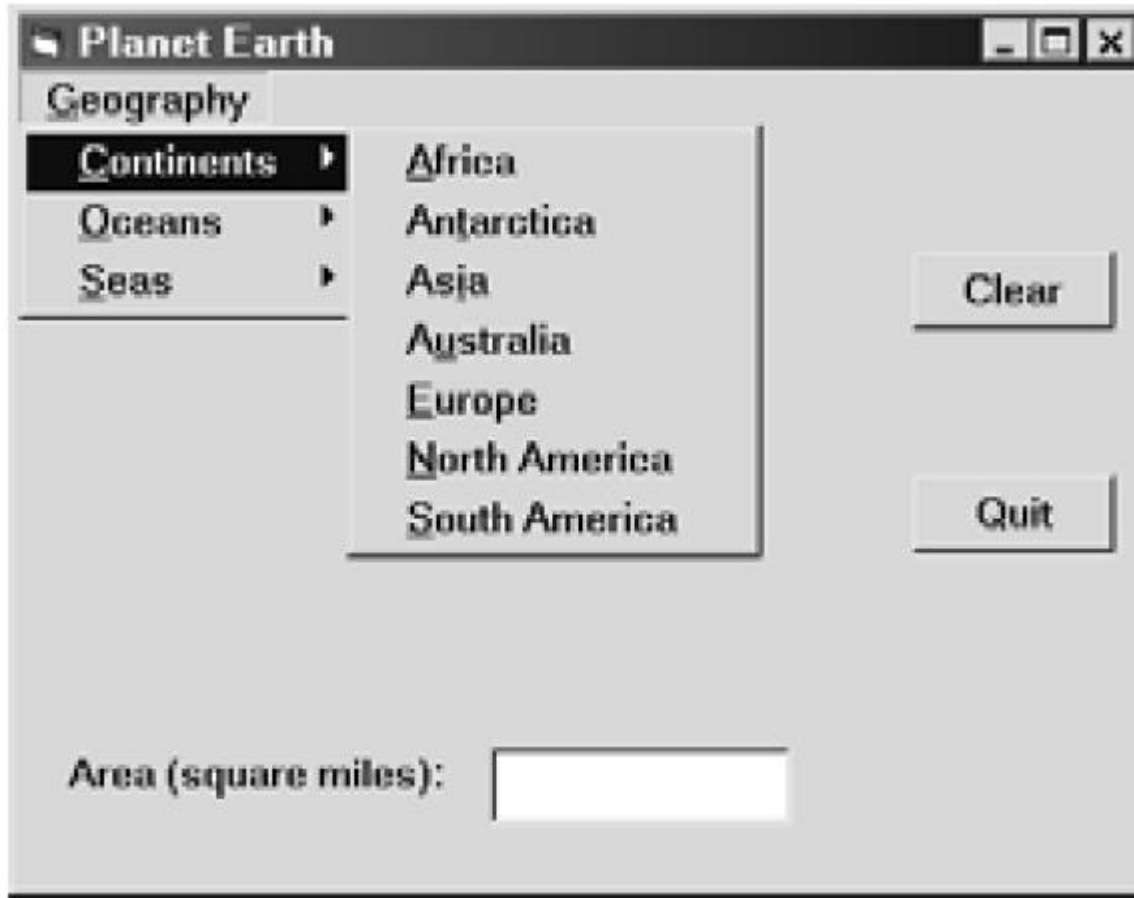 Planet Earth
Geography
Continents
Oceans
Seas
Africa
Antarctica
Asia
Australia
Europe
North America
South America
Clear
Quit
Area (square miles):